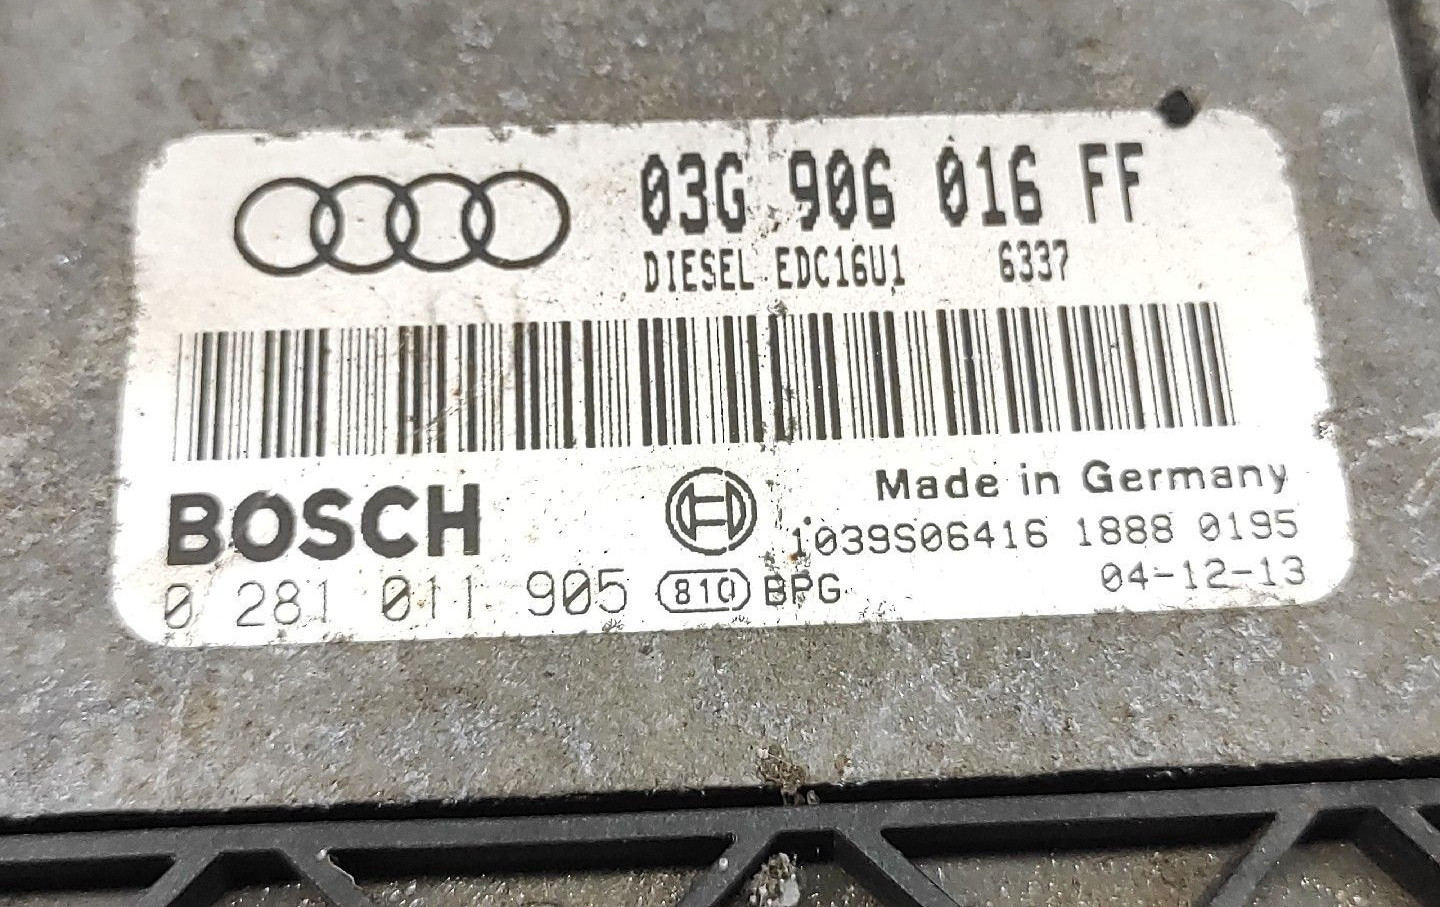 03G 906 016 FF
DIESEL EDC16U1 6337
BOSCH
Made in Germany
1039S06416 1888 0195
0 281 011 905 810 BPG 04-12-13